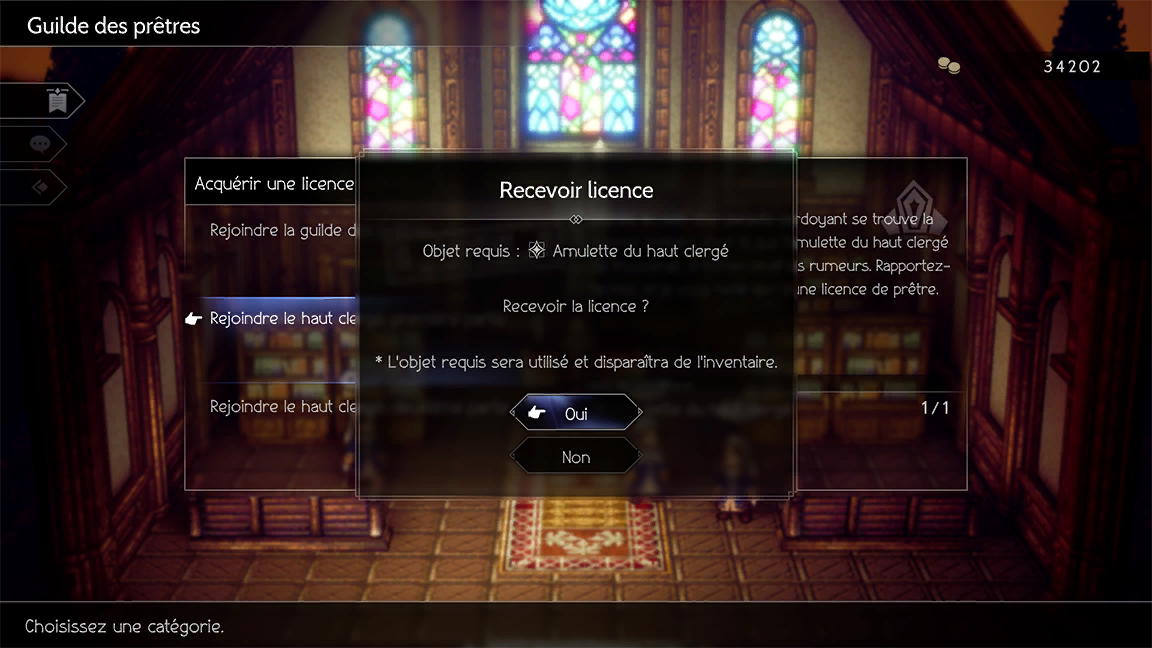 Guilde des prêtres
34202
Acquérir une licence
Rejoindre la guilde d
Rejoindre le haut cle
Rejoindre le haut cle
Recevoir licence
Objet requis : Amulette du haut clergé
Recevoir la licence ?
* L'objet requis sera utilisé et disparaîtra de l'inventaire.
Oui
Non
rdoyant se trouve la
mulette du haut clergé
s rumeurs. Rapportez-
une licence de prêtre.
1/1
Choisissez une catégorie.